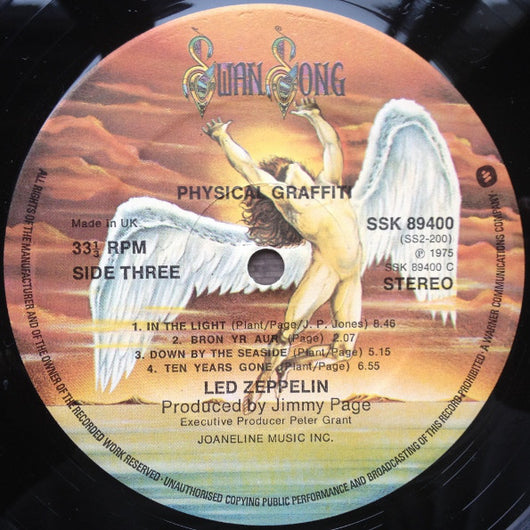 SWAN SONG
PHYSICAL GRAFFITI
Made in UK
33⅓ RPM
SIDE THREE
SSK 89400
(SS2-200)
℗ 1975
SSK 89400 C
STEREO
1. IN THE LIGHT (Plant/Page/J. P. Jones) 8.46
2. BRON YR AUR (Page) 2.07
3. DOWN BY THE SEASIDE (Plant/Page) 5.15
4. TEN YEARS GONE (Plant/Page) 6.55
LED ZEPPELIN
Produced by Jimmy Page
Executive Producer Peter Grant
JOANELINE MUSIC INC.
ALL RIGHTS OF THE MANUFACTURER AND OF THE OWNER OF THE RECORDED WORK RESERVED · UNAUTHORISED COPYING PUBLIC PERFORMANCE AND BROADCASTING OF THIS RECORD PROHIBITED · A WARNER COMMUNICATIONS COMPANY ·